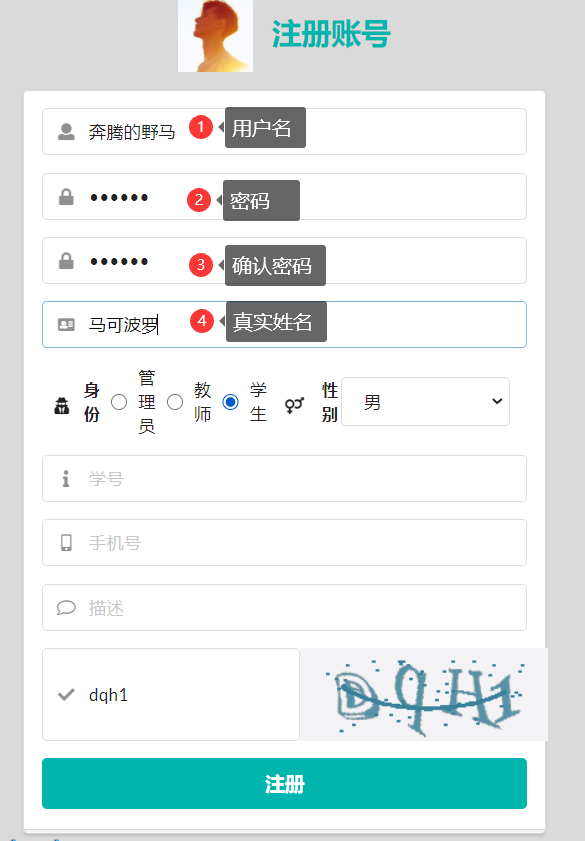 注册账号
奔腾的野马 1 用户名
•••••• 2 密码
•••••• 3 确认密码
马可波罗 4 真实姓名
身份 管理员 教师 学生 性别 男
学号
手机号
描述
dqh1 DQH1
注册